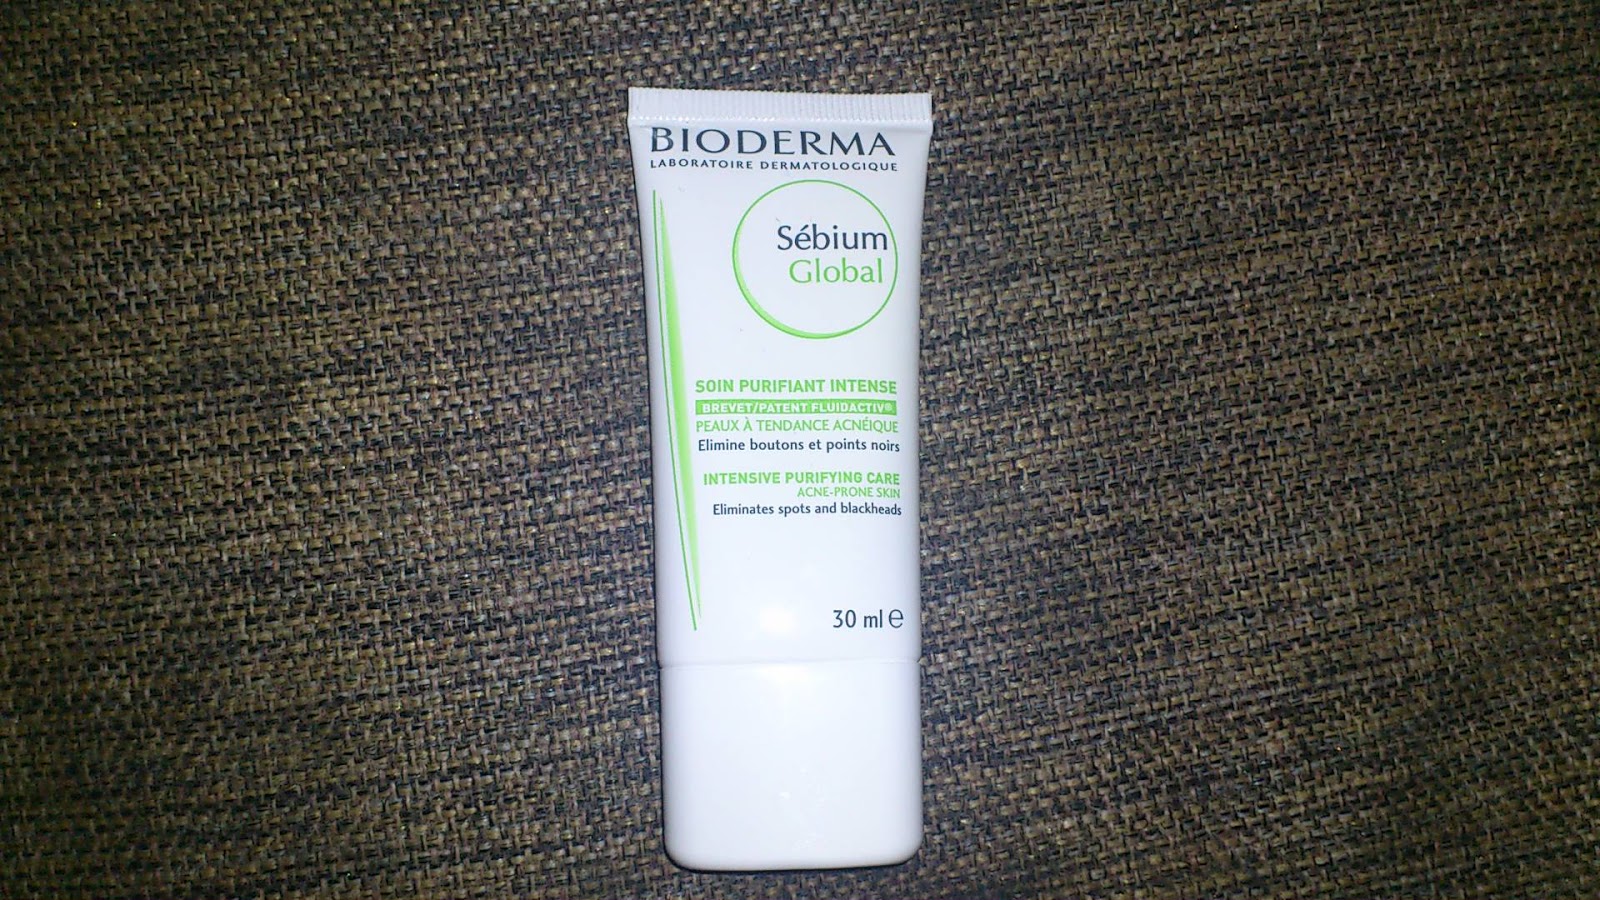 BIODERMA
LABORATOIRE DERMATOLOGIQUE
Sébium
Global
SOIN PURIFIANT INTENSE
BREVET/PATENT FLUIDACTIV®
PEAUX À TENDANCE ACNÉIQUE
Elimine boutons et points noirs
INTENSIVE PURIFYING CARE
ACNE-PRONE SKIN
Eliminates spots and blackheads
30 ml ℮